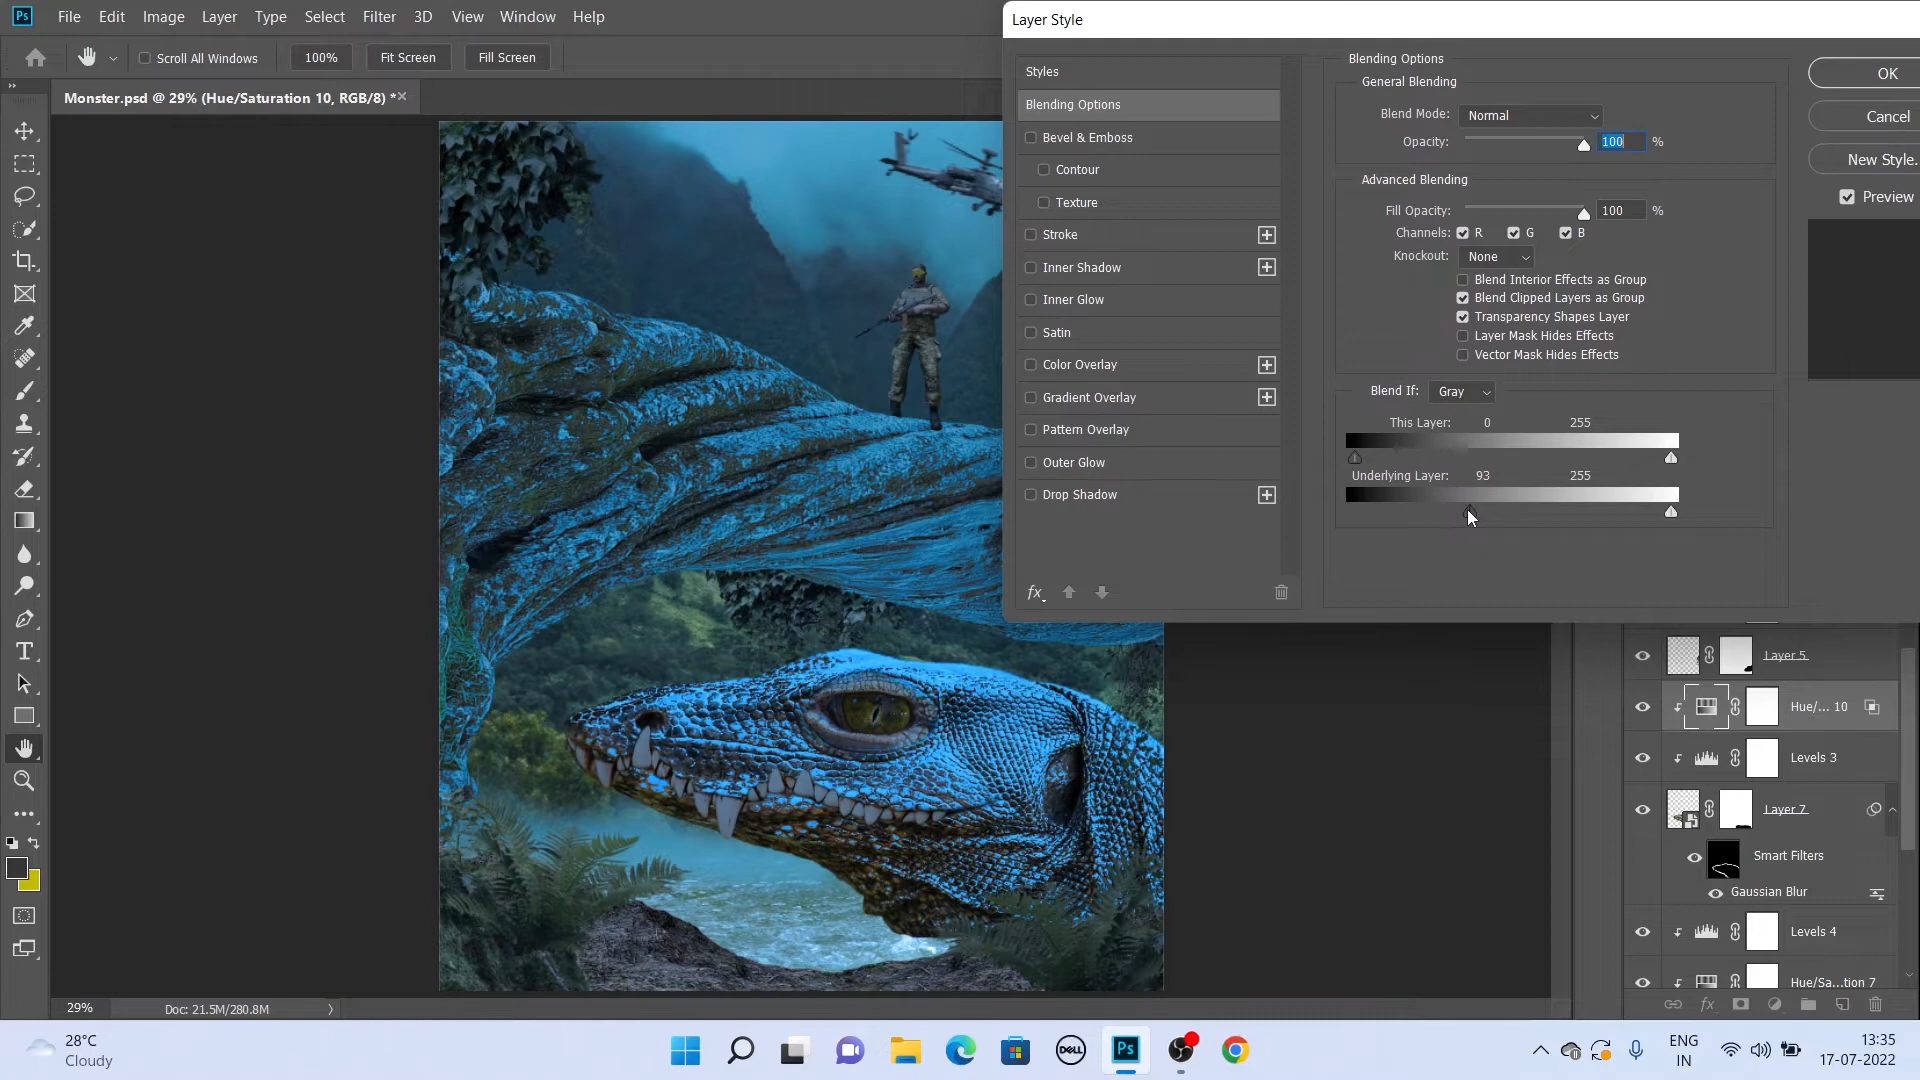 Ps File Edit Image Layer Type Select Filter 3D View Window Help
Scroll All Windows 100% Fit Screen Fill Screen
Monster.psd @ 29% (Hue/Saturation 10, RGB/8) *
Layer Style
Styles
Blending Options
Bevel & Emboss
Contour
Texture
Stroke
Inner Shadow
Inner Glow
Satin
Color Overlay
Gradient Overlay
Pattern Overlay
Outer Glow
Drop Shadow
fx
Blending Options
General Blending
Blend Mode: Normal
Opacity: 100 %
Advanced Blending
Fill Opacity: 100 %
Channels: R G B
Knockout: None
Blend Interior Effects as Group
Blend Clipped Layers as Group
Transparency Shapes Layer
Layer Mask Hides Effects
Vector Mask Hides Effects
Blend If: Gray
This Layer: 0 255
Underlying Layer: 93 255
OK
Cancel
New Style.
Preview
Layer 5
Hue/... 10
Levels 3
Layer 7
Smart Filters
Gaussian Blur
Levels 4
Hue/Sa...tion 7
fx
29% Doc: 21.5M/280.8M
28°C
Cloudy
DELL
Ps
ENG
IN
13:35
17-07-2022